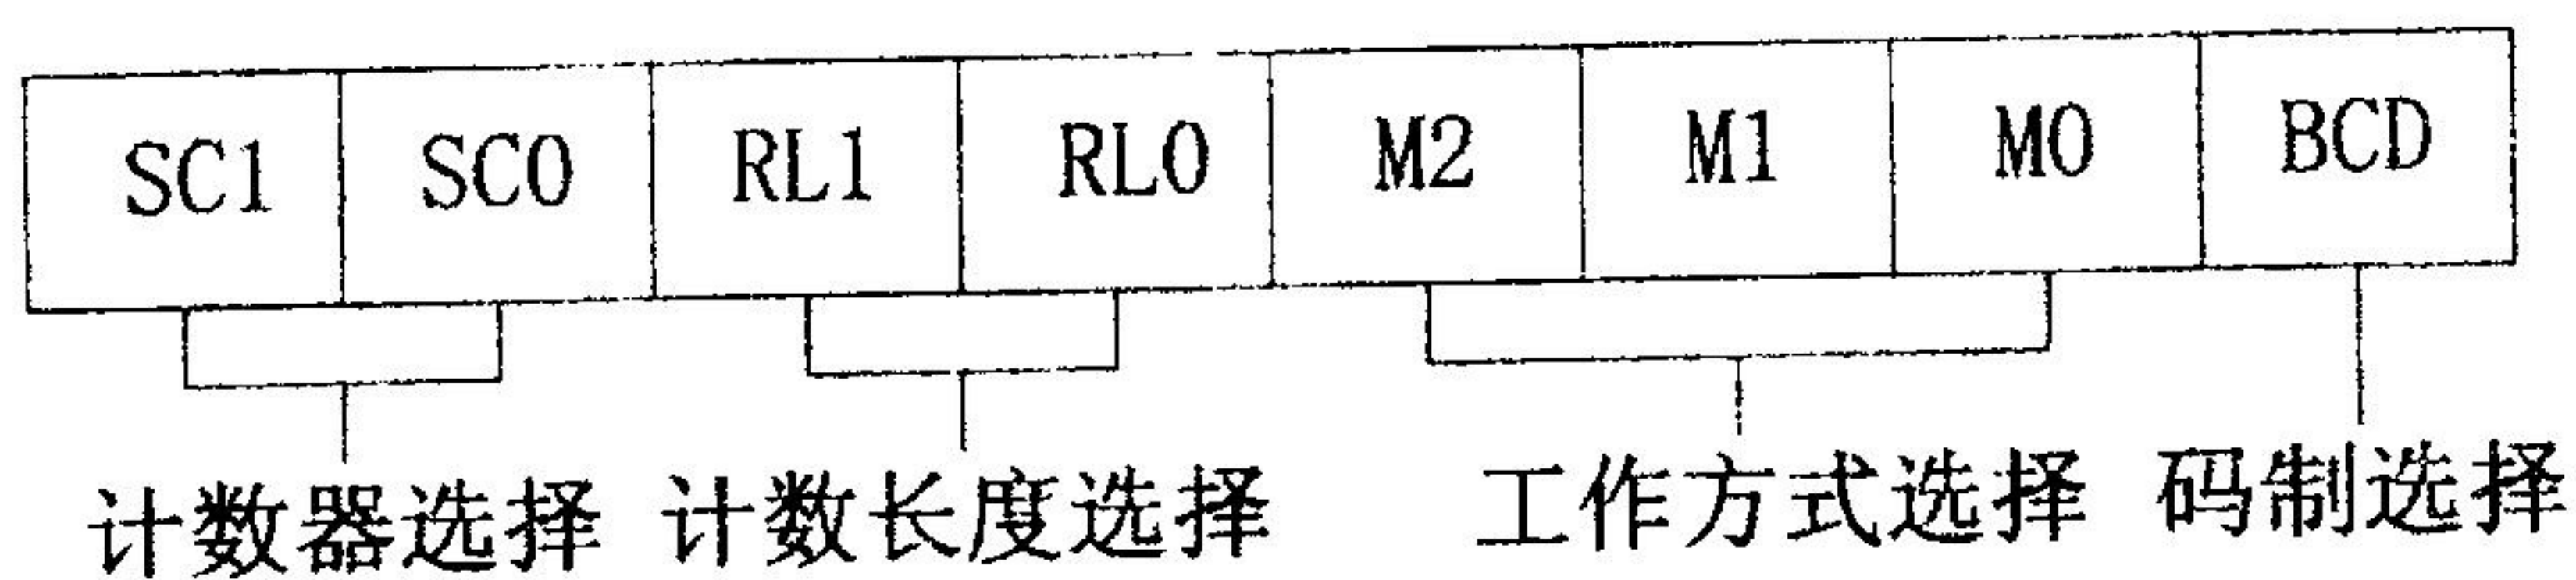 SC1 SC0 RL1 RL0 M2 M1 M0 BCD
计数器选择 计数长度选择 工作方式选择 码制选择